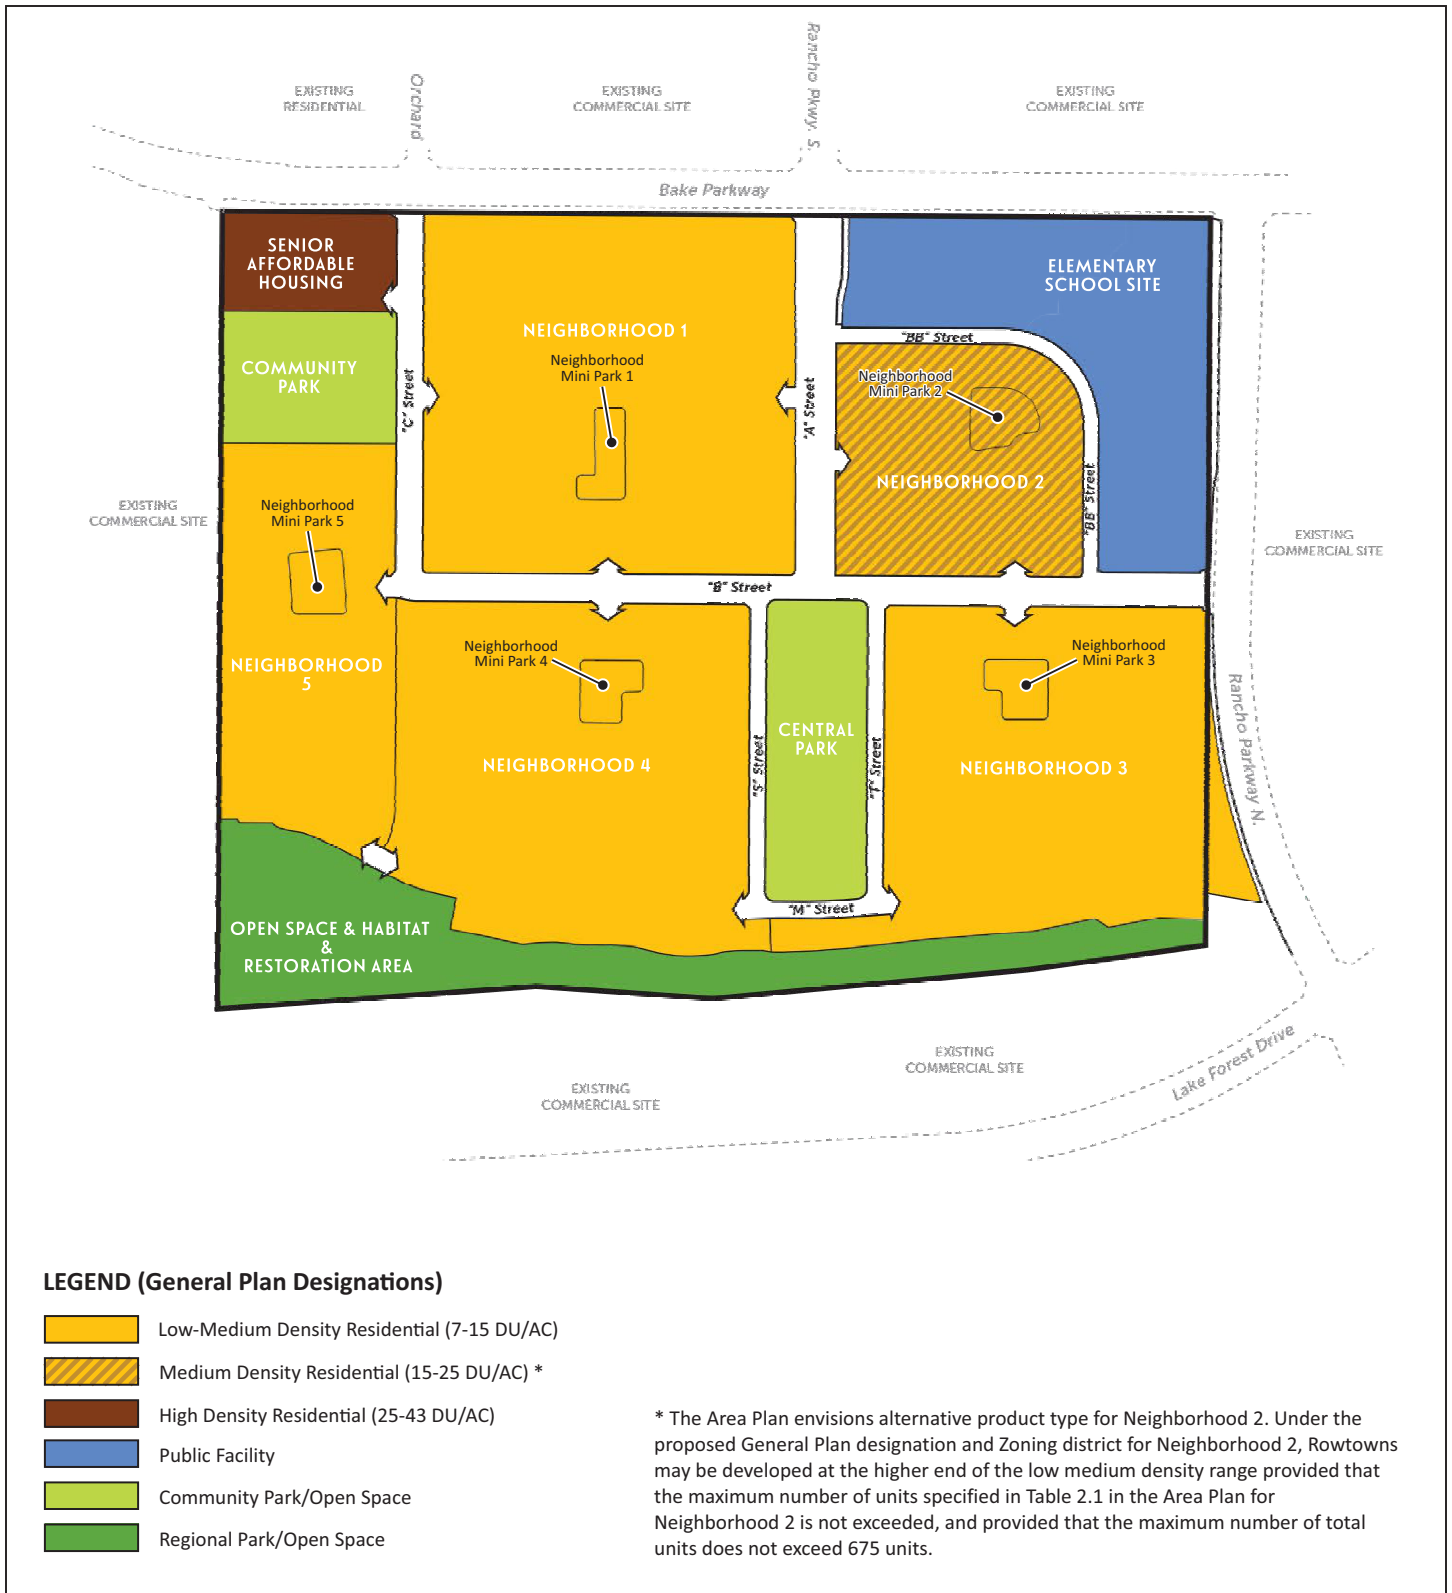 Rancho Pkwy. S.
Orchard
EXISTING
RESIDENTIAL
EXISTING
COMMERCIAL SITE
EXISTING
COMMERCIAL SITE
Bake Parkway
SENIOR
AFFORDABLE
HOUSING
ELEMENTARY
SCHOOL SITE
NEIGHBORHOOD 1
Neighborhood
Mini Park 1
"BB" Street
COMMUNITY
PARK
"C" Street
"A" Street
Neighborhood
Mini Park 2
NEIGHBORHOOD 2
"BB" Street
EXISTING
COMMERCIAL SITE
Neighborhood
Mini Park 5
EXISTING
COMMERCIAL SITE
"B" Street
NEIGHBORHOOD
5
Neighborhood
Mini Park 4
Neighborhood
Mini Park 3
CENTRAL
PARK
NEIGHBORHOOD 4
"S" Street
"T" Street
NEIGHBORHOOD 3
Rancho Parkway N.
"M" Street
OPEN SPACE & HABITAT
&
RESTORATION AREA
EXISTING
COMMERCIAL SITE
EXISTING
COMMERCIAL SITE
Lake Forest Drive
LEGEND (General Plan Designations)
Low-Medium Density Residential (7-15 DU/AC)
Medium Density Residential (15-25 DU/AC) *
High Density Residential (25-43 DU/AC)
Public Facility
Community Park/Open Space
Regional Park/Open Space
* The Area Plan envisions alternative product type for Neighborhood 2. Under the
proposed General Plan designation and Zoning district for Neighborhood 2, Rowtowns
may be developed at the higher end of the low medium density range provided that
the maximum number of units specified in Table 2.1 in the Area Plan for
Neighborhood 2 is not exceeded, and provided that the maximum number of total
units does not exceed 675 units.